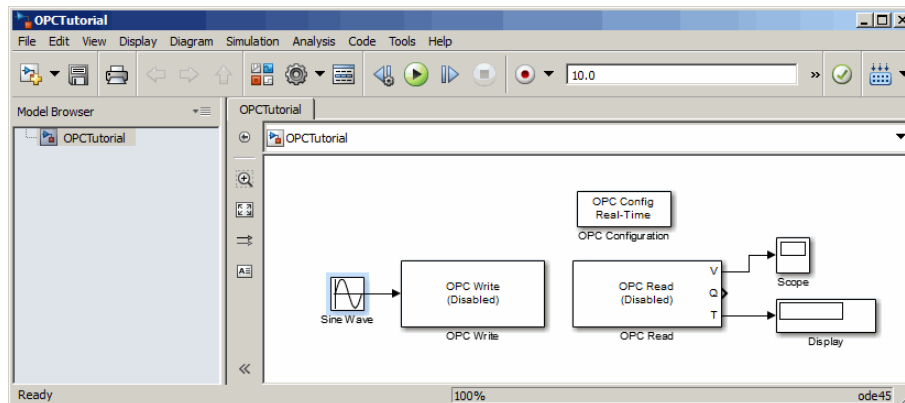 OPCTutorial
File Edit View Display Diagram Simulation Analysis Code Tools Help
10.0
»
Model Browser
OPCTutorial
OPCTutorial
OPCTutorial
OPC Config
Real-Time
OPC Configuration
Sine Wave
OPC Write
(Disabled)
OPC Write
OPC Read
(Disabled)
V
Q
T
OPC Read
Scope
Display
Ready
100%
ode45